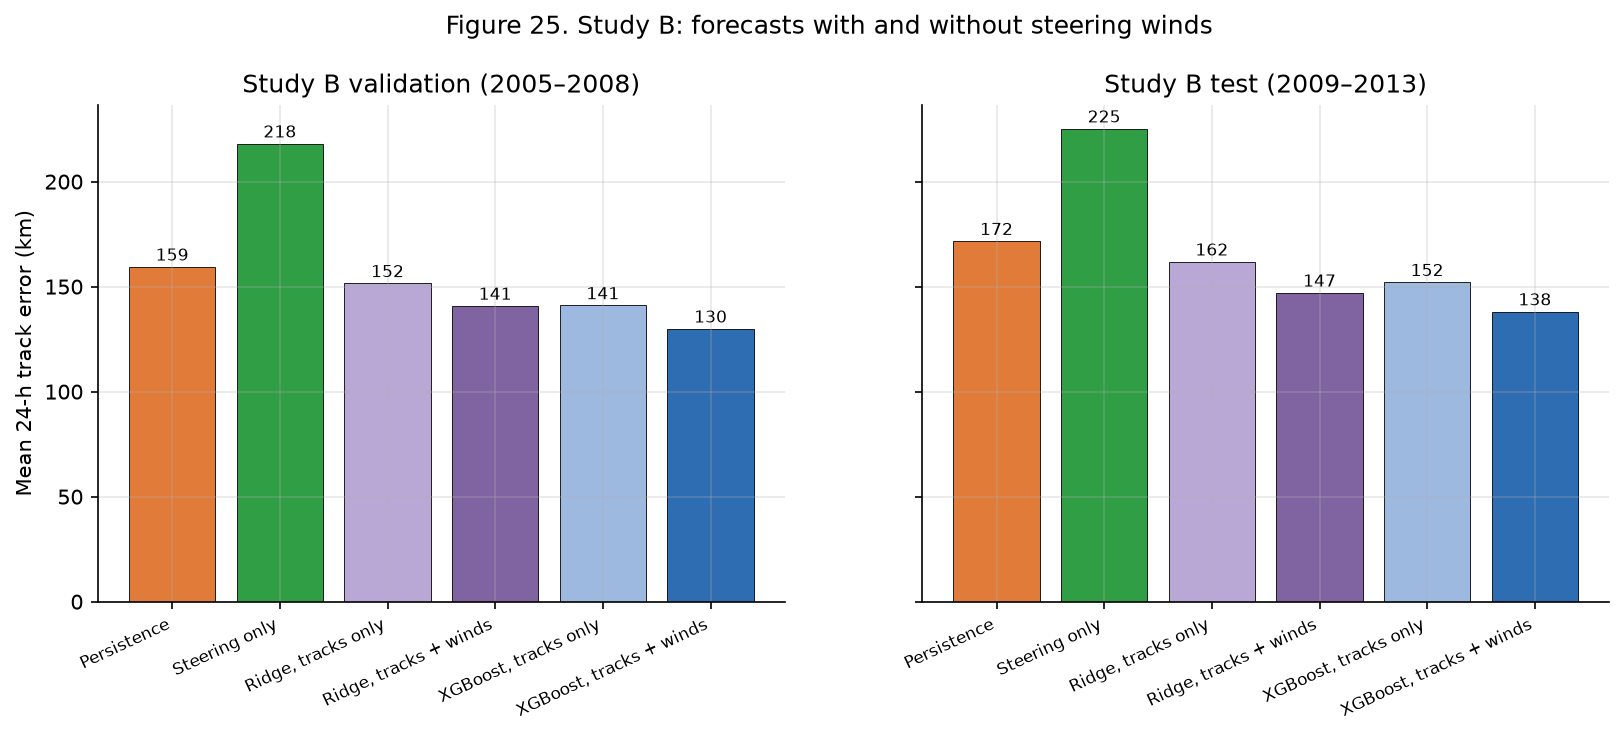 Figure 25. Study B: forecasts with and without steering winds
Study B validation (2005–2008)
Mean 24-h track error (km)
200
150
100
50
0
159
218
152
141
141
130
Persistence
Steering only
Ridge, tracks only
Ridge, tracks + winds
XGBoost, tracks only
XGBoost, tracks + winds
Study B test (2009–2013)
172
225
162
147
152
138
Persistence
Steering only
Ridge, tracks only
Ridge, tracks + winds
XGBoost, tracks only
XGBoost, tracks + winds